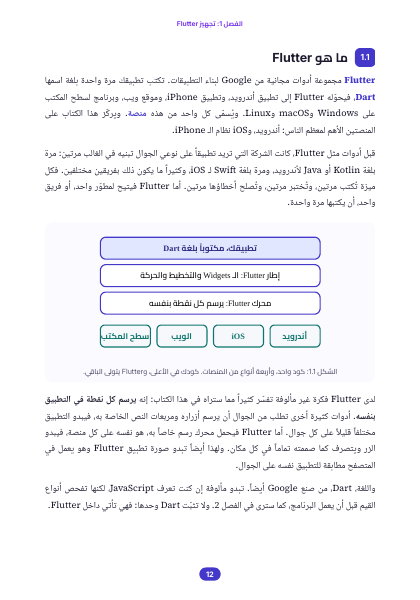 الفصل 1: تجهيز Flutter
1.1 ما هو Flutter
Flutter مجموعة أدوات مجانية من Google لبناء التطبيقات. تكتب تطبيقك مرة واحدة بلغة اسمها
Dart، فيحوّله Flutter إلى تطبيق أندرويد، وتطبيق iPhone، وموقع ويب، وبرنامج لسطح المكتب
على Windows وmacOS وLinux. ويُسمّى كل واحد من هذه منصة. ويركّز هذا الكتاب على
المنصتين الأهم لمعظم الناس: أندرويد، وiOS نظام الـ iPhone.
قبل أدوات مثل Flutter، كانت الشركة التي تريد تطبيقاً على نوعي الجوال تبنيه في الغالب مرتين: مرة
بلغة Kotlin أو Java لأندرويد، ومرة بلغة Swift لـ iOS، وكثيراً ما يكون ذلك بفريقين مختلفين. فكل
ميزة تُكتب مرتين، وتُختبر مرتين، وتُصلح أخطاؤها مرتين. أما Flutter فيتيح لمطوّر واحد، أو فريق
واحد، أن يكتبها مرة واحدة.
تطبيقك، مكتوباً بلغة Dart
إطار Flutter: الـ Widgets والتخطيط والحركة
محرك Flutter: يرسم كل نقطة بنفسه
أندرويد iOS الويب سطح المكتب
الشكل 1.1: كود واحد، وأربعة أنواع من المنصات. كودك في الأعلى، وFlutter يتولى الباقي.
لدى Flutter فكرة غير مألوفة تفسّر كثيراً مما ستراه في هذا الكتاب: إنه يرسم كل نقطة في التطبيق
بنفسه. أدوات كثيرة أخرى تطلب من الجوال أن يرسم أزراره ومربعات النص الخاصة به، فيبدو التطبيق
مختلفاً قليلاً على كل جوال. أما Flutter فيحمل محرك رسم خاصاً به، هو نفسه على كل منصة، فيبدو
الزر ويتصرف كما صممته تماماً في كل مكان. ولهذا أيضاً تبدو صورة تطبيق Flutter وهو يعمل في
المتصفح مطابقة للتطبيق نفسه على الجوال.
واللغة، Dart، من صنع Google أيضاً. تبدو مألوفة إن كنت تعرف JavaScript، لكنها تفحص أنواع
القيم قبل أن يعمل البرنامج، كما سترى في الفصل 2. ولا تثبّت Dart وحدها: فهي تأتي داخل Flutter.
12